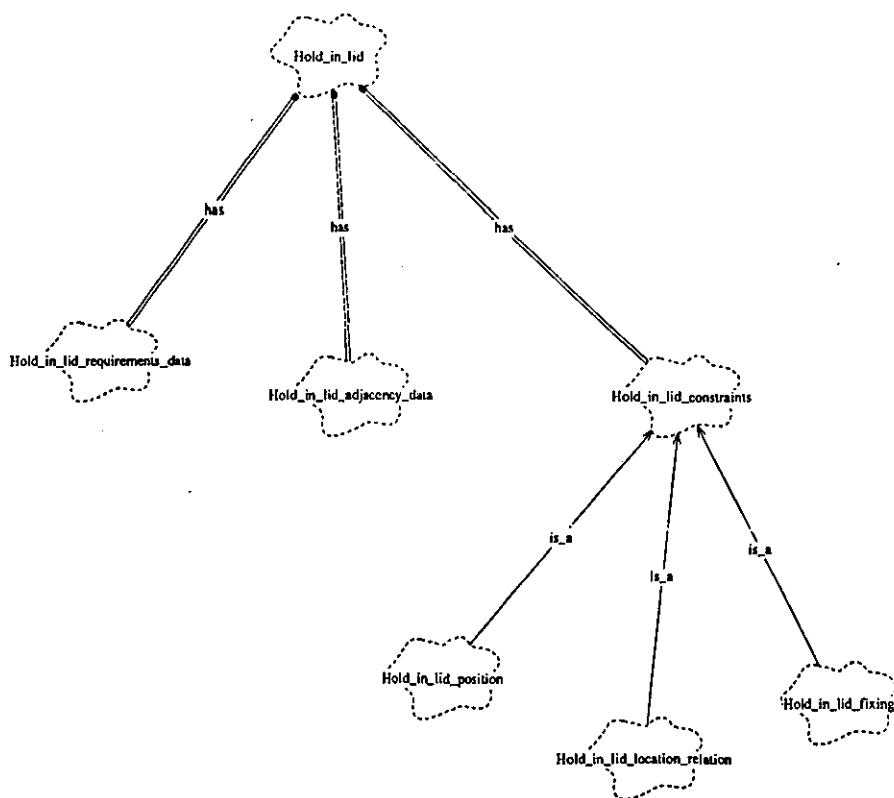 Hold_in_lid
has
has
has
Hold_in_lid_requirements_data
Hold_in_lid_adjacency_data
Hold_in_lid_constraints
is_a
Is_a
is_a
Hold_in_lid_position
Hold_in_lid_fixing
Hold_in_lid_location_relation